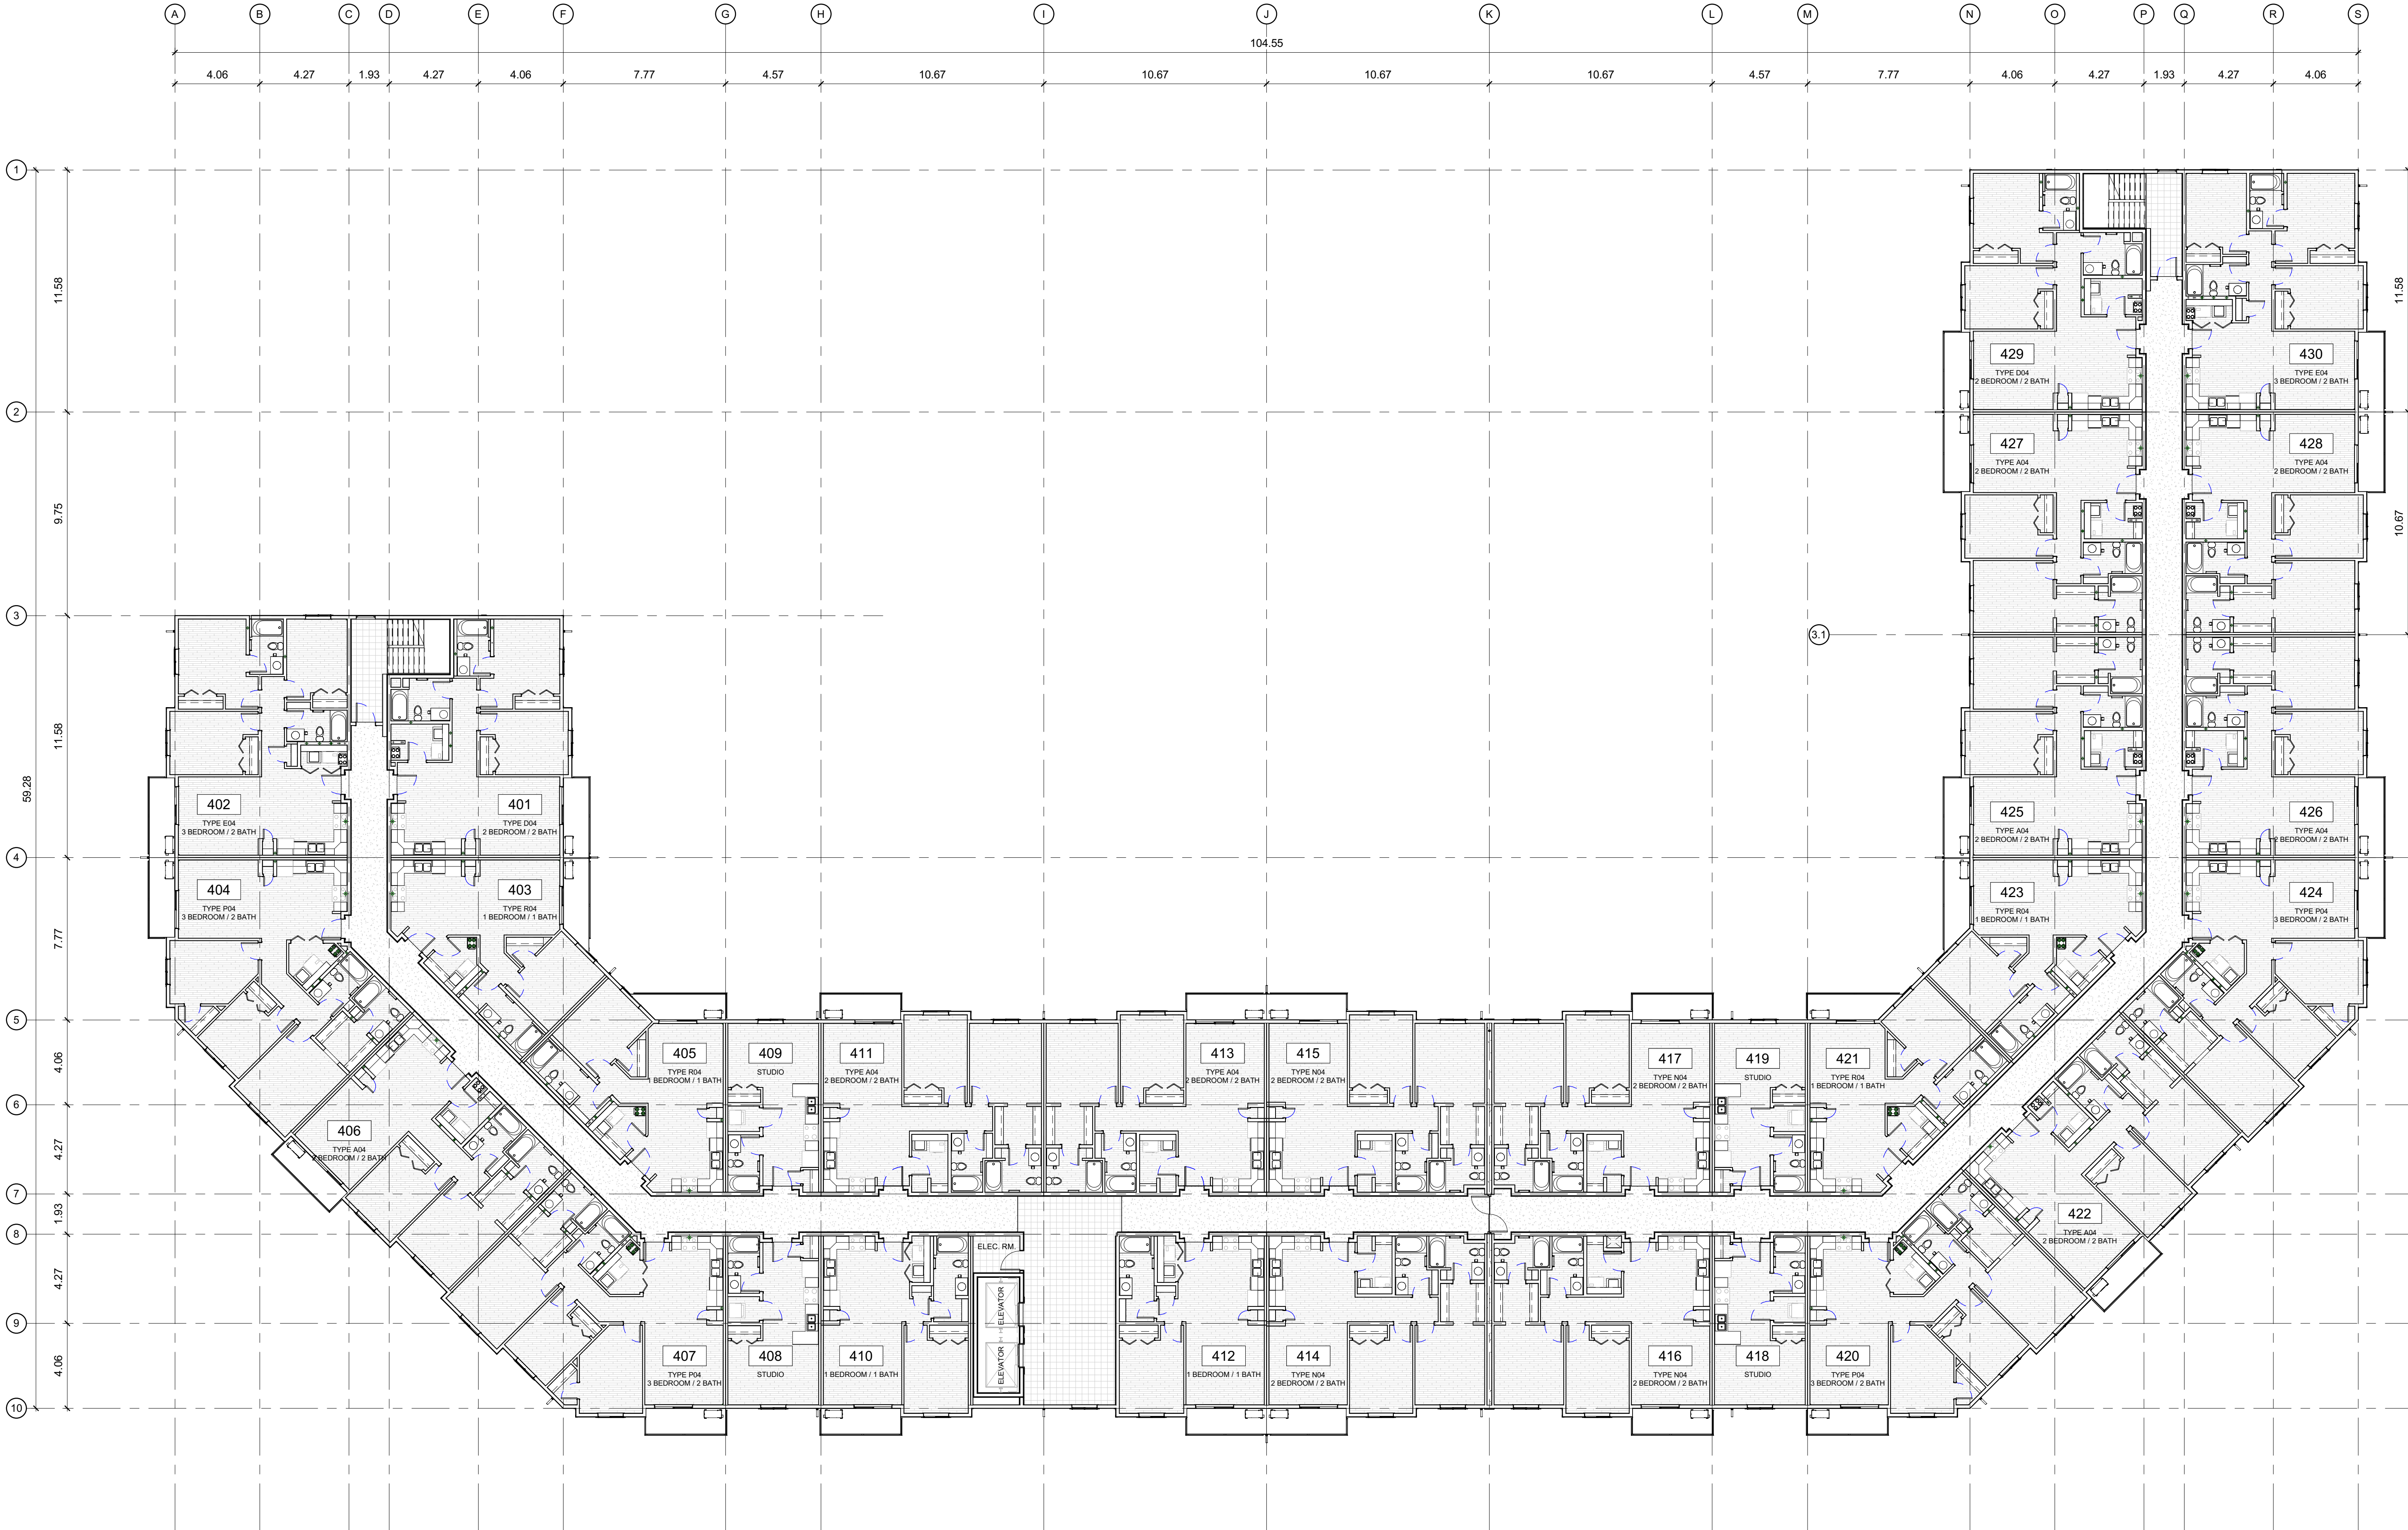 A B C D E F G H I J K L M N O P Q R S
104.55
4.06 4.27 1.93 4.27 4.06 7.77 4.57 10.67 10.67 10.67 10.67 4.57 7.77 4.06 4.27 1.93 4.27 4.06
1
11.58
11.58
429
TYPE D04
2 BEDROOM / 2 BATH
430
TYPE E04
3 BEDROOM / 2 BATH
2
427
TYPE A04
2 BEDROOM / 2 BATH
428
TYPE A04
2 BEDROOM / 2 BATH
9.75
10.67
3
3.1
11.58
59.28
402
TYPE E04
3 BEDROOM / 2 BATH
401
TYPE D04
2 BEDROOM / 2 BATH
425
TYPE A04
2 BEDROOM / 2 BATH
426
TYPE A04
2 BEDROOM / 2 BATH
4
404
TYPE P04
3 BEDROOM / 2 BATH
403
TYPE R04
1 BEDROOM / 1 BATH
423
TYPE R04
1 BEDROOM / 1 BATH
424
TYPE P04
3 BEDROOM / 2 BATH
7.77
5
405
TYPE R04
1 BEDROOM / 1 BATH
409
STUDIO
411
TYPE A04
2 BEDROOM / 2 BATH
413
TYPE A04
2 BEDROOM / 2 BATH
415
TYPE N04
2 BEDROOM / 2 BATH
417
TYPE N04
2 BEDROOM / 2 BATH
419
STUDIO
421
TYPE R04
1 BEDROOM / 1 BATH
4.06
6
406
TYPE A04
2 BEDROOM / 2 BATH
4.27
7
1.93
422
TYPE A04
2 BEDROOM / 2 BATH
8
ELEC. RM.
4.27
ELEVATOR
ELEVATOR
9
407
TYPE P04
3 BEDROOM / 2 BATH
408
STUDIO
410
1 BEDROOM / 1 BATH
412
1 BEDROOM / 1 BATH
414
TYPE N04
2 BEDROOM / 2 BATH
416
TYPE N04
2 BEDROOM / 2 BATH
418
STUDIO
420
TYPE P04
3 BEDROOM / 2 BATH
4.06
10